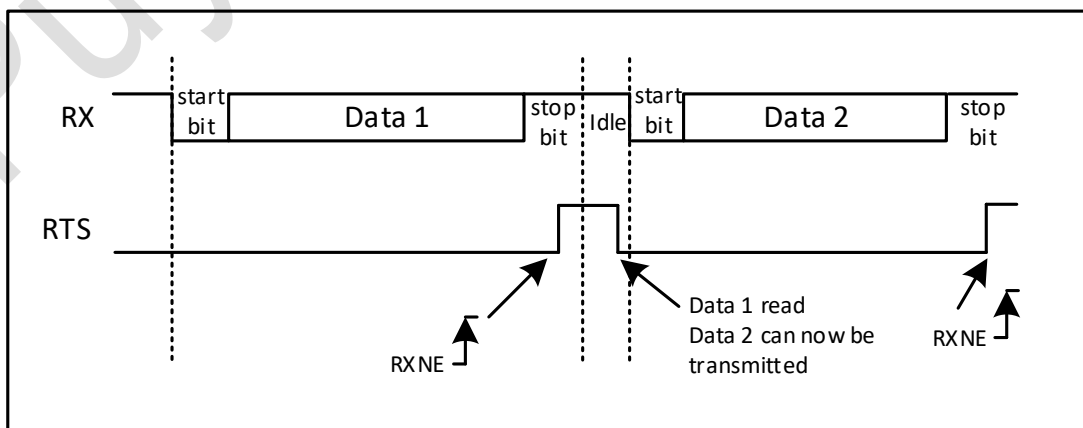 RX
start
bit
Data 1
stop
bit
Idle
start
bit
Data 2
stop
bit
RTS
RXNE
Data 1 read
Data 2 can now be
transmitted
RXNE